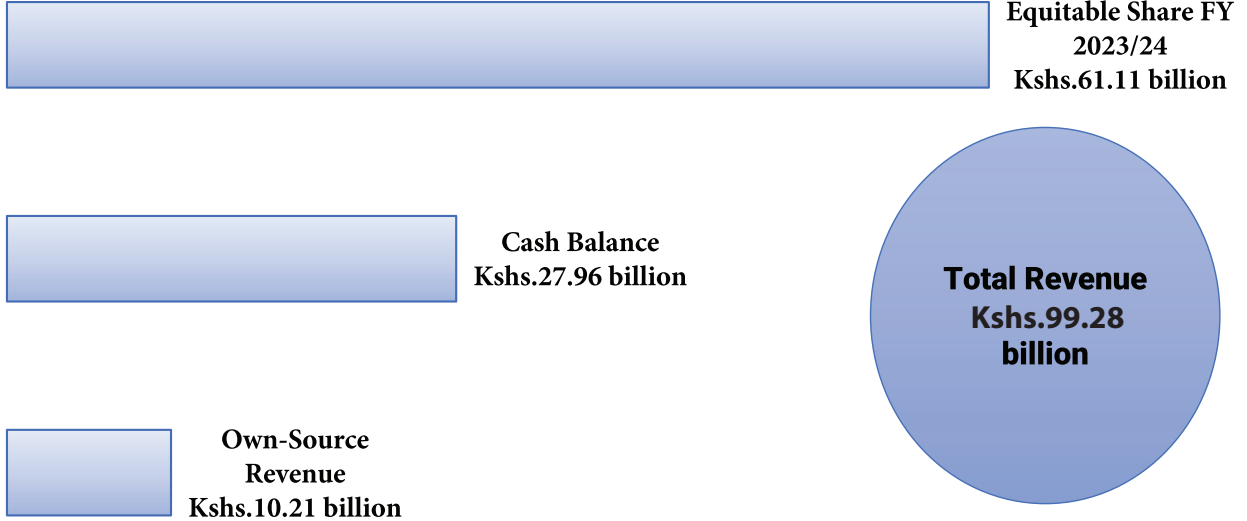 Equitable Share FY
2023/24
Kshs.61.11 billion
Cash Balance
Kshs.27.96 billion
Total Revenue
Kshs.99.28
billion
Own-Source
Revenue
Kshs.10.21 billion